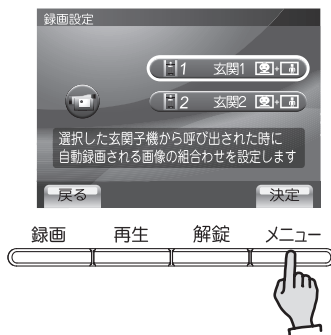 録画設定
1 玄関1
2 玄関2
選択した玄関子機から呼び出された時に
自動録画される画像の組合わせを設定します
戻る 決定
録画 再生 解錠 メニュー